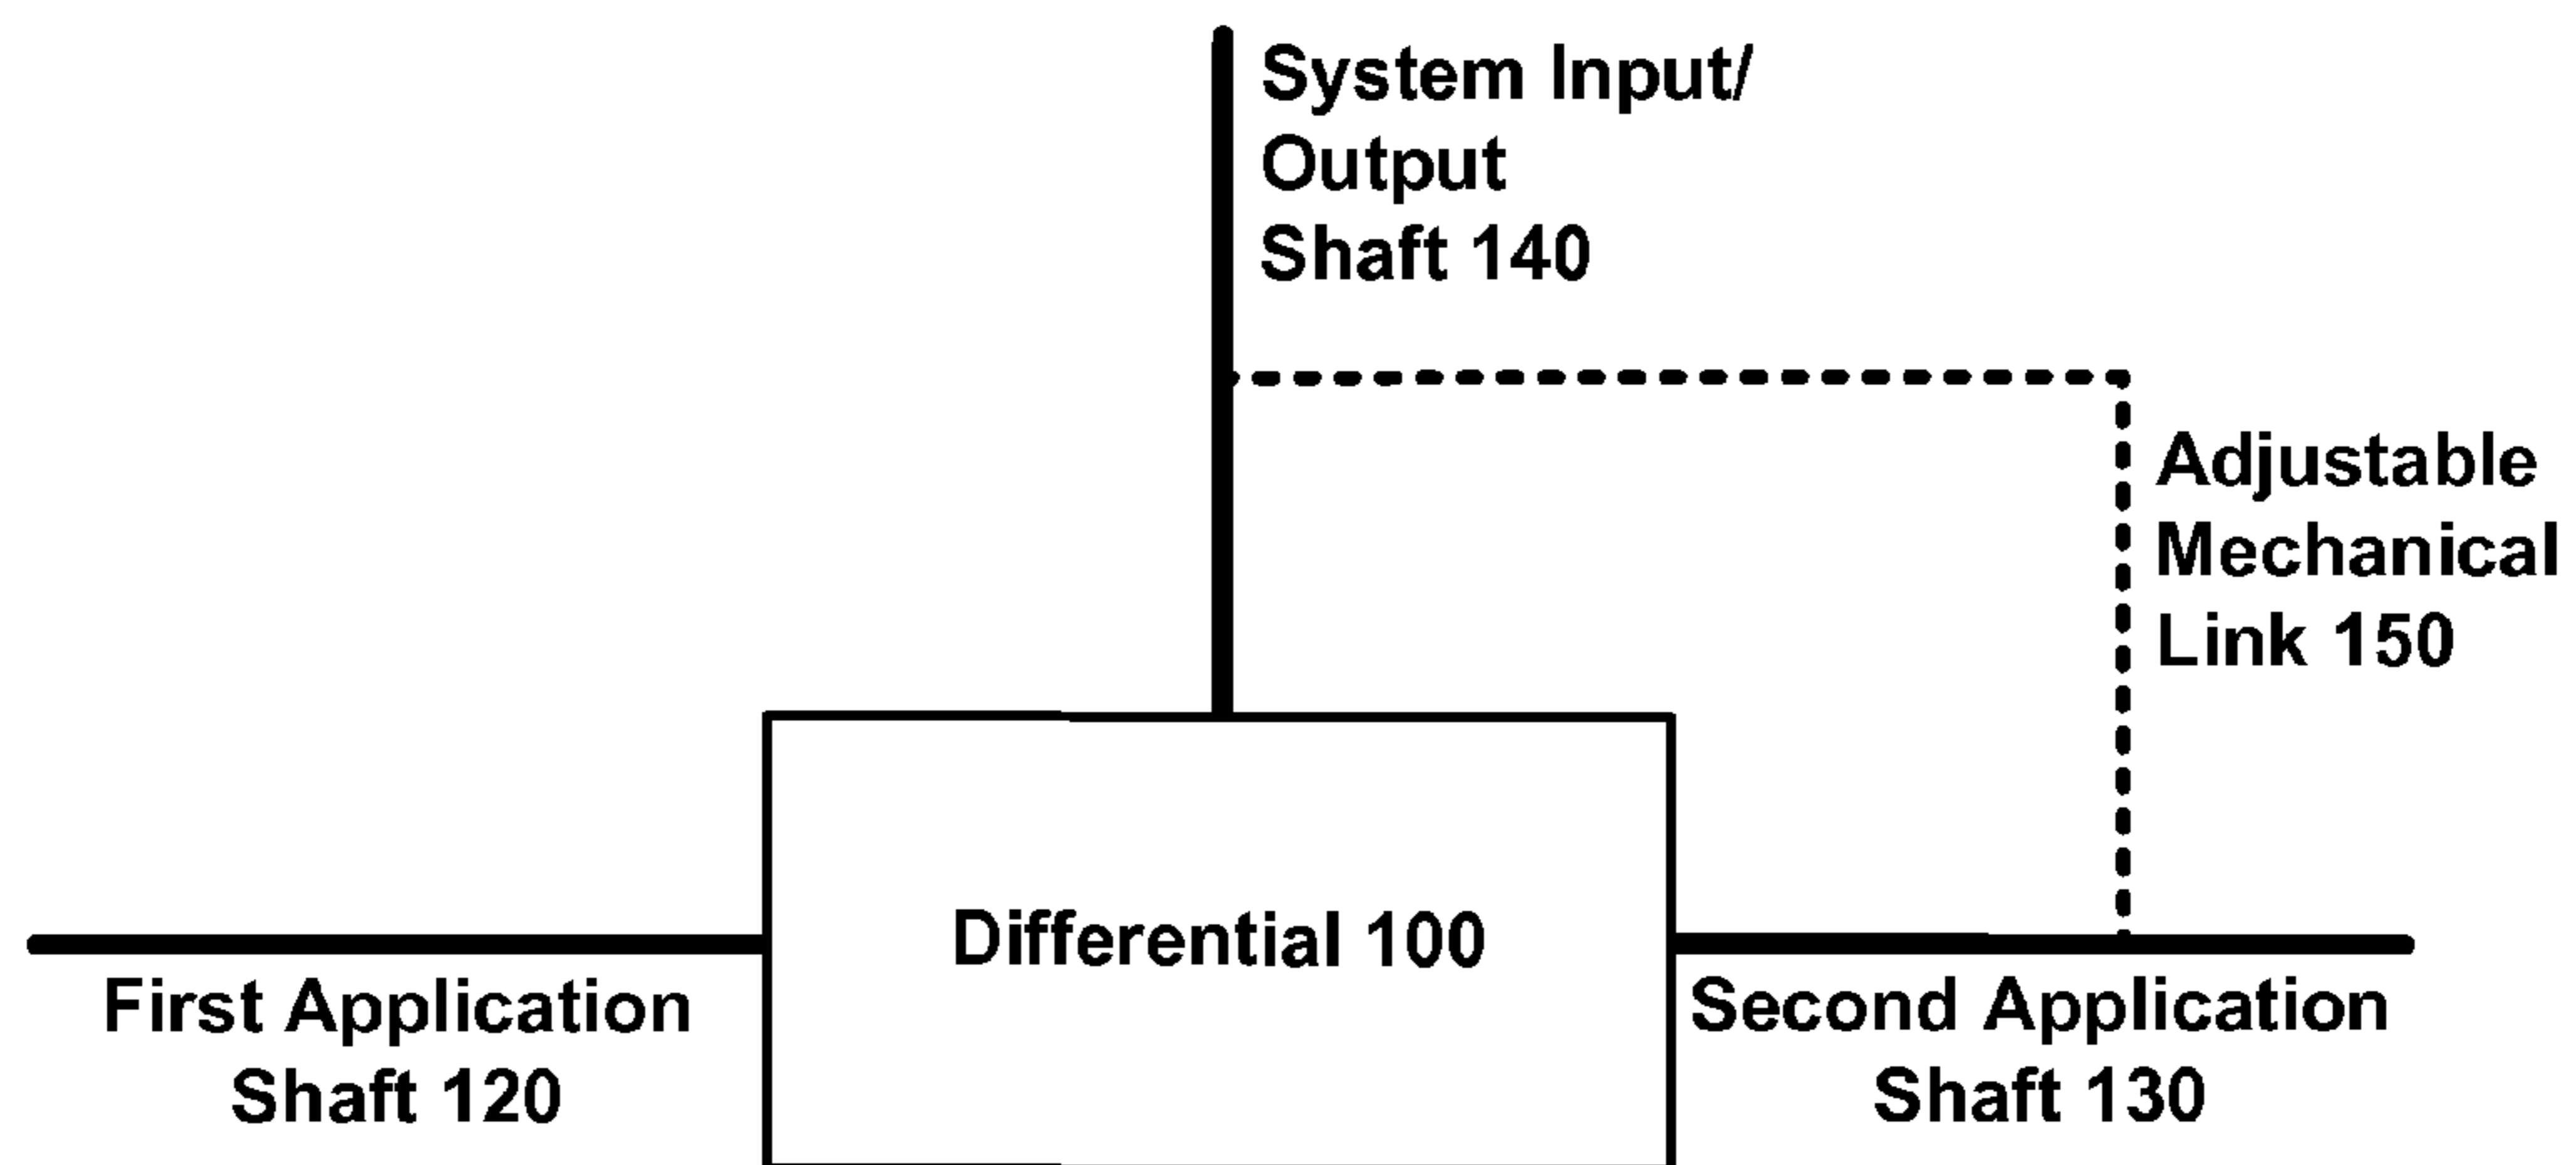 System Input/
Output
Shaft 140
Adjustable
Mechanical
Link 150
Differential 100
First Application
Shaft 120
Second Application
Shaft 130